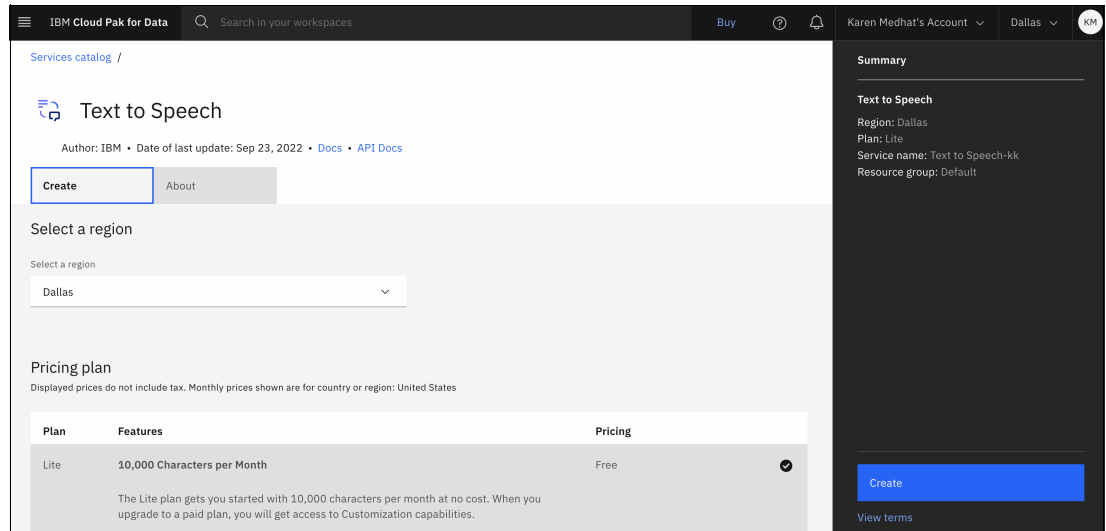 IBM Cloud Pak for Data
Search in your workspaces
Buy
Karen Medhat's Account
Dallas
KM
Services catalog /
Text to Speech
Author: IBM • Date of last update: Sep 23, 2022 • Docs • API Docs
Create
About
Select a region
Select a region
Dallas
Pricing plan
Displayed prices do not include tax. Monthly prices shown are for country or region: United States
Plan Features Pricing
Lite 10,000 Characters per Month Free
The Lite plan gets you started with 10,000 characters per month at no cost. When you
upgrade to a paid plan, you will get access to Customization capabilities.
Summary
Text to Speech
Region: Dallas
Plan: Lite
Service name: Text to Speech-kk
Resource group: Default
Create
View terms